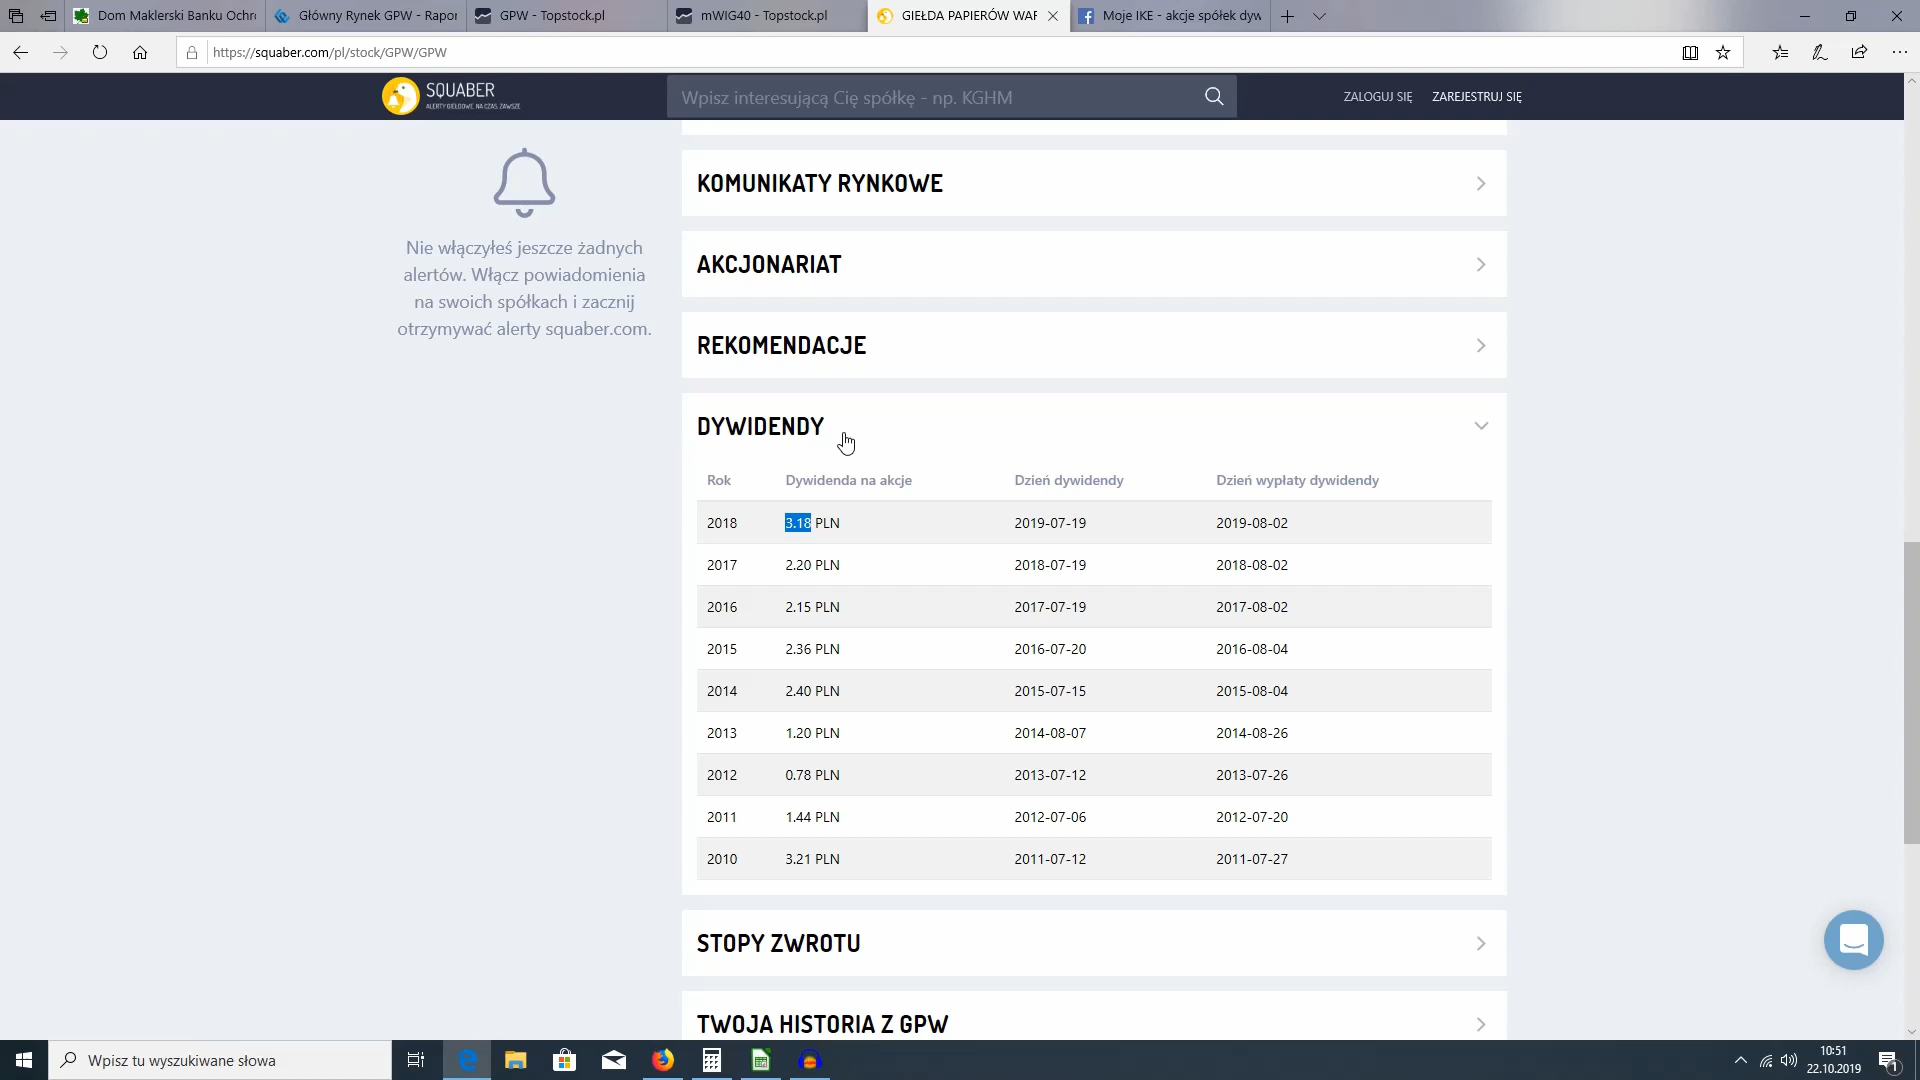 Dom Maklerski Banku Ochr
Główny Rynek GPW - Rapor
GPW - Topstock.pl
mWIG40 - Topstock.pl
GIEŁDA PAPIERÓW WAR
Moje IKE - akcje spółek dyw
https://squaber.com/pl/stock/GPW/GPW
SQUABER
ALERTY GIEŁDOWE. NA CZAS. ZAWSZE
Wpisz interesującą Cię spółkę - np. KGHM
ZALOGUJ SIĘ
ZAREJESTRUJ SIĘ
Nie włączyłeś jeszcze żadnych
alertów. Włącz powiadomienia
na swoich spółkach i zacznij
otrzymywać alerty squaber.com.
KOMUNIKATY RYNKOWE
AKCJONARIAT
REKOMENDACJE
DYWIDENDY
Rok Dywidenda na akcje Dzień dywidendy Dzień wypłaty dywidendy
2018 3.18 PLN 2019-07-19 2019-08-02
2017 2.20 PLN 2018-07-19 2018-08-02
2016 2.15 PLN 2017-07-19 2017-08-02
2015 2.36 PLN 2016-07-20 2016-08-04
2014 2.40 PLN 2015-07-15 2015-08-04
2013 1.20 PLN 2014-08-07 2014-08-26
2012 0.78 PLN 2013-07-12 2013-07-26
2011 1.44 PLN 2012-07-06 2012-07-20
2010 3.21 PLN 2011-07-12 2011-07-27
STOPY ZWROTU
TWOJA HISTORIA Z GPW
Wpisz tu wyszukiwane słowa
10:51
22.10.2019
1